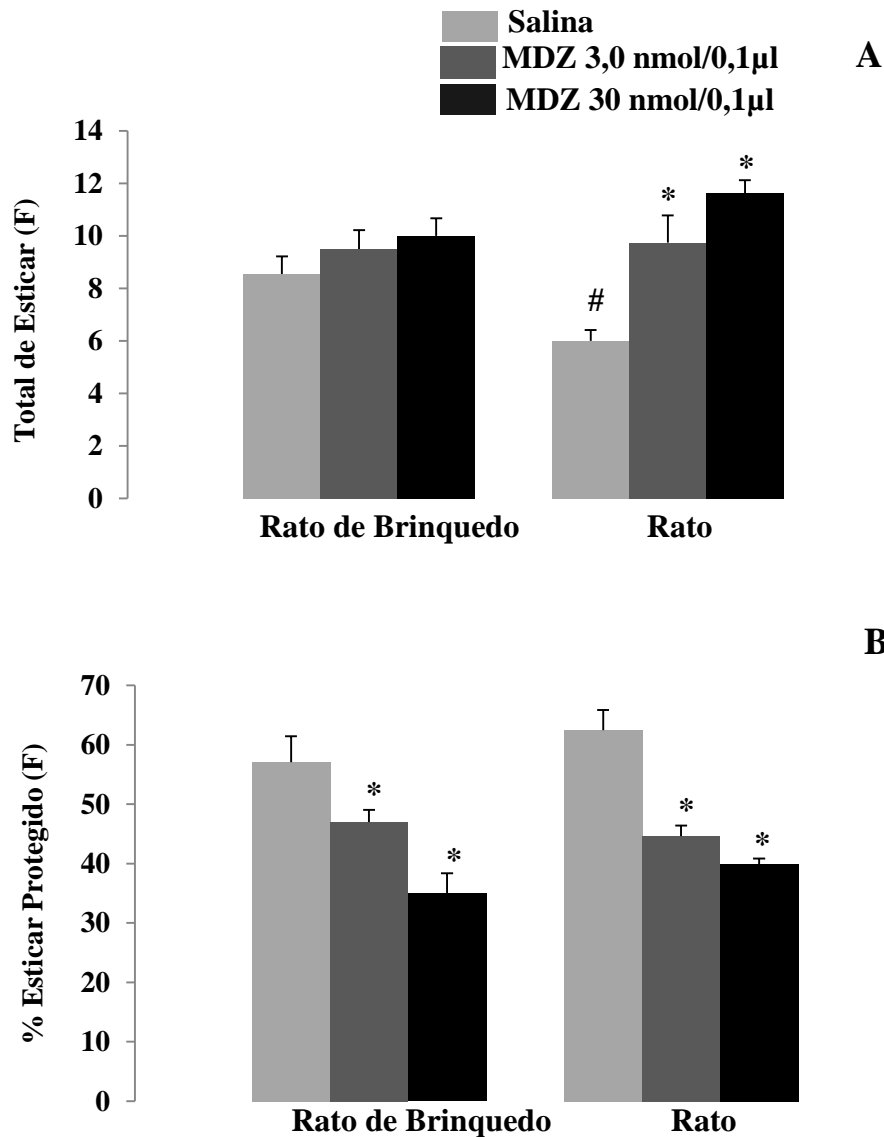 Salina
MDZ 3,0 nmol/0,1µl
MDZ 30 nmol/0,1µl
A
Total de Esticar (F)
14
12
10
8
6
4
2
0
#
*
*
Rato de Brinquedo
Rato
B
% Esticar Protegido (F)
70
60
50
40
30
20
10
0
*
*
*
*
Rato de Brinquedo
Rato